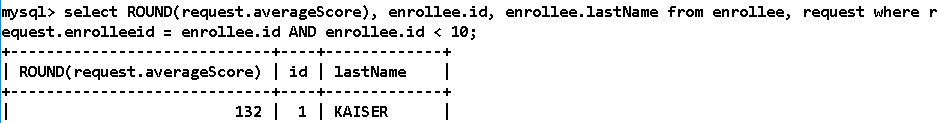 mysql> select ROUND(request.averageScore), enrollee.id, enrollee.lastName from enrollee, request where r
equest.enrolleeid = enrollee.id AND enrollee.id < 10;
+-----------------------------+----+-------------+
| ROUND(request.averageScore) | id | lastName    |
+-----------------------------+----+-------------+
|                         132 |  1 | KAISER      |